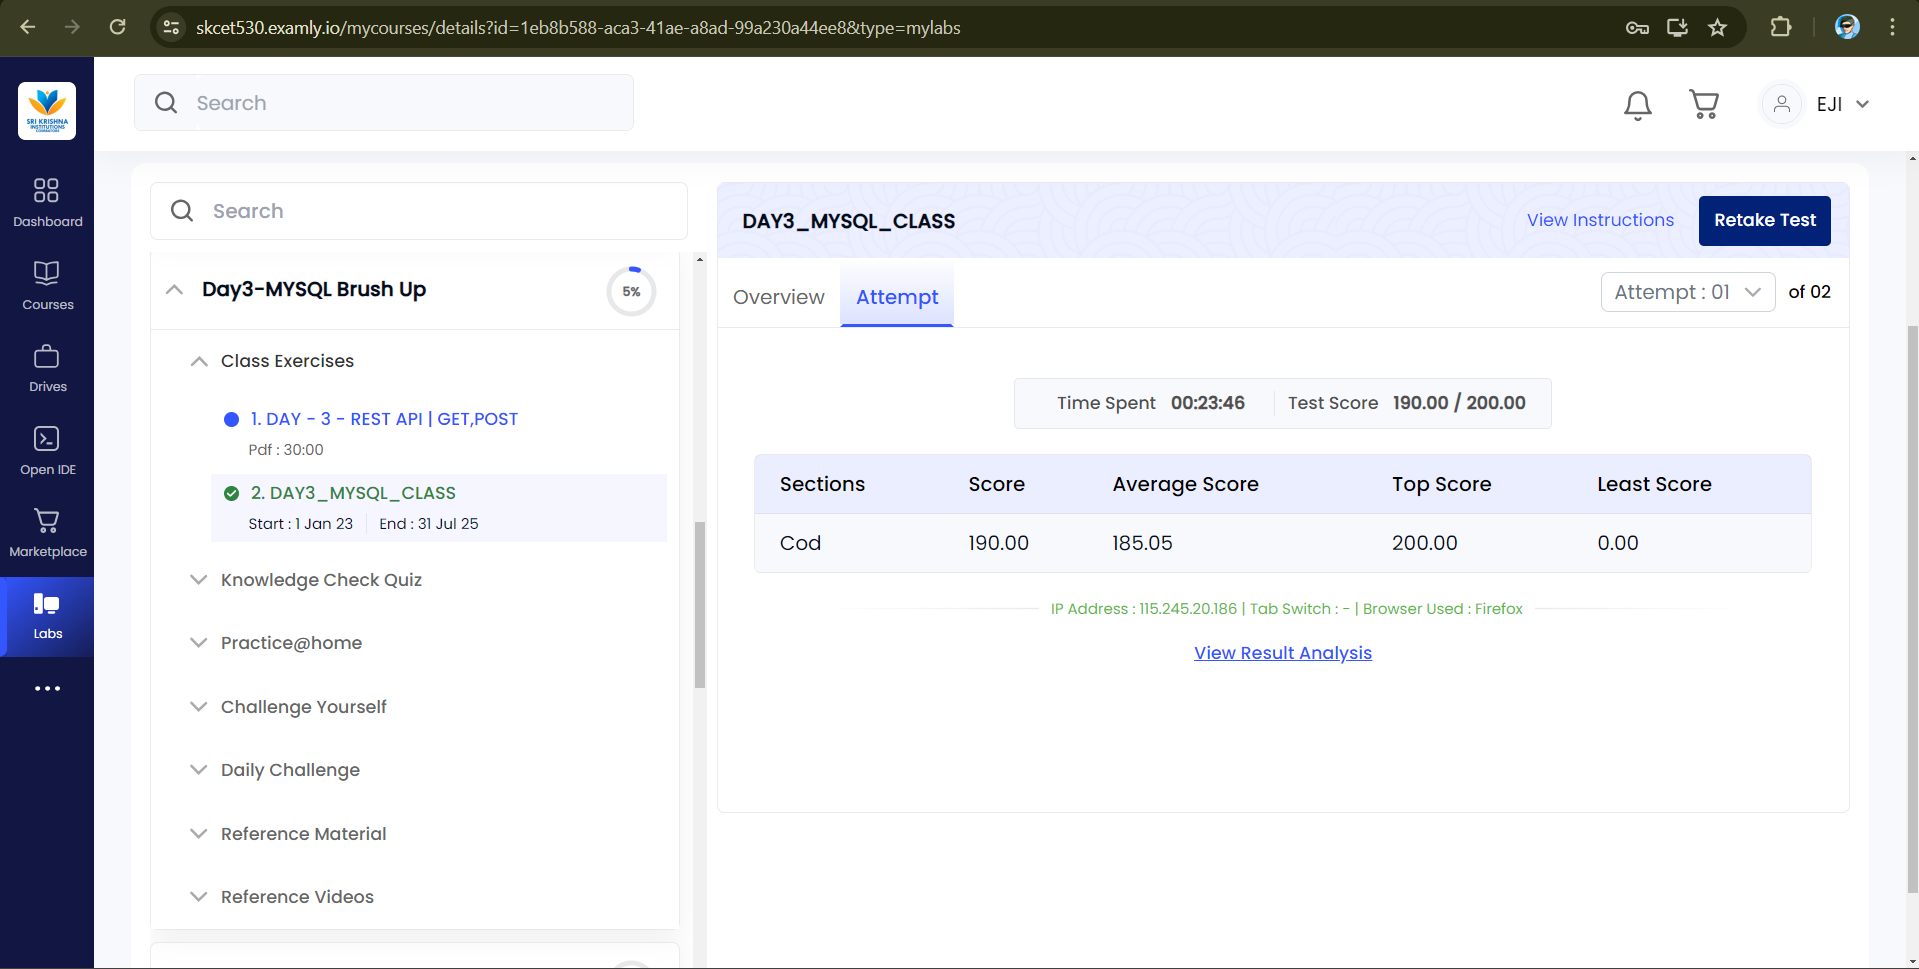 skcet530.examly.io/mycourses/details?id=1eb8b588-aca3-41ae-a8ad-99a230a44ee8&type=mylabs
SRI KRISHNA
INSTITUTIONS
Search
EJI
Dashboard
Courses
Drives
Open IDE
Marketplace
Labs
Search
Day3-MYSQL Brush Up
5%
Class Exercises
1. DAY - 3 - REST API | GET,POST
Pdf : 30:00
2. DAY3_MYSQL_CLASS
Start : 1 Jan 23 End : 31 Jul 25
Knowledge Check Quiz
Practice@home
Challenge Yourself
Daily Challenge
Reference Material
Reference Videos
DAY3_MYSQL_CLASS
View Instructions
Retake Test
Overview
Attempt
Attempt : 01
of 02
Time Spent 00:23:46 Test Score 190.00 / 200.00
Sections Score Average Score Top Score Least Score
Cod 190.00 185.05 200.00 0.00
IP Address : 115.245.20.186 | Tab Switch : - | Browser Used : Firefox
View Result Analysis